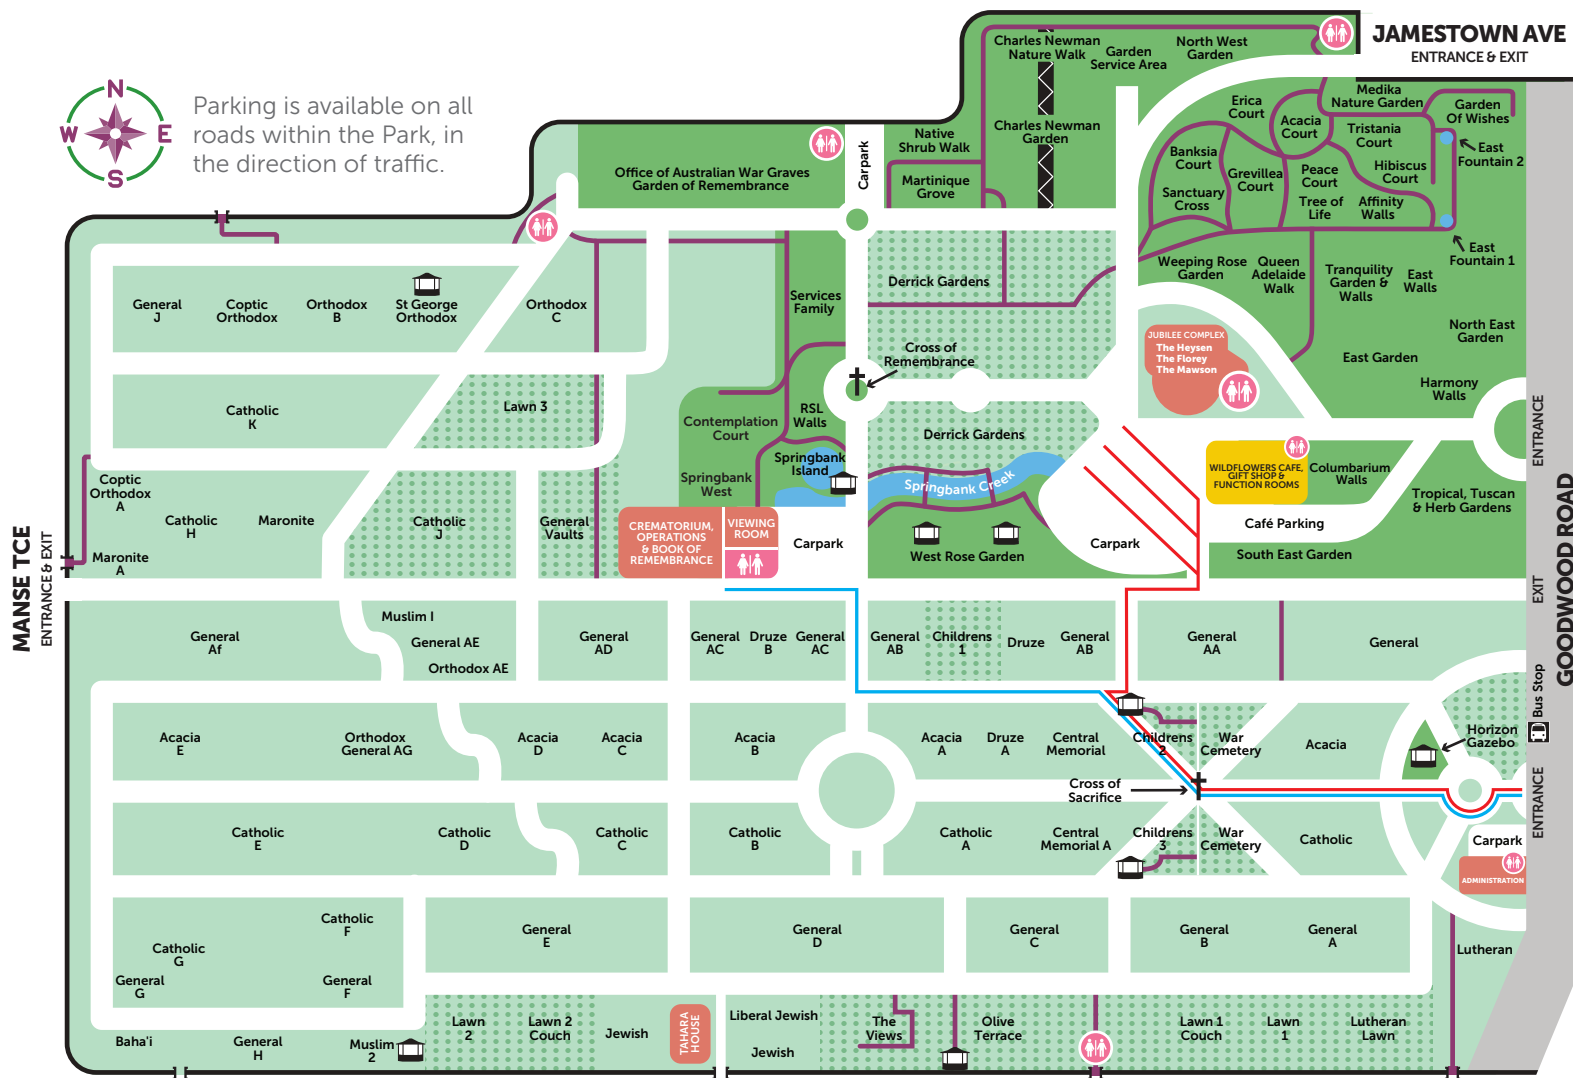 JAMESTOWN AVE
ENTRANCE & EXIT
N
W
E
S
Parking is available on all
roads within the Park, in
the direction of traffic.
Charles Newman
Nature Walk
Garden
Service Area
North West
Garden
Medika
Nature Garden
Garden
Of Wishes
Erica
Court
Acacia
Court
Tristania
Court
East
Fountain 2
Charles Newman
Garden
Native
Shrub Walk
Carpark
Office of Australian War Graves
Garden of Remembrance
Martinique
Grove
Banksia
Court
Grevillea
Court
Peace
Court
Hibiscus
Court
Sanctuary
Cross
Tree of
Life
Affinity
Walls
East
Fountain 1
Weeping Rose
Garden
Queen
Adelaide
Walk
Tranquility
Garden &
Walls
East
Walls
North East
Garden
East Garden
Harmony
Walls
General
J
Coptic
Orthodox
Orthodox
B
St George
Orthodox
Orthodox
C
Services
Family
Derrick Gardens
Cross of
Remembrance
JUBILEE COMPLEX
The Heysen
The Florey
The Mawson
Catholic
K
Lawn 3
Contemplation
Court
RSL
Walls
Derrick Gardens
Springbank
Island
Springbank
West
Springbank Creek
WILDFLOWERS CAFE,
GIFT SHOP &
FUNCTION ROOMS
Columbarium
Walls
Tropical, Tuscan
& Herb Gardens
ENTRANCE
Coptic
Orthodox
A
Catholic
H
Maronite
Maronite
A
Catholic
J
General
Vaults
CREMATORIUM,
OPERATIONS
& BOOK OF
REMEMBRANCE
VIEWING
ROOM
Carpark
West Rose Garden
Carpark
Café Parking
South East Garden
MANSE TCE
ENTRANCE & EXIT
EXIT
GOODWOOD ROAD
General
Af
Muslim I
General AE
Orthodox AE
General
AD
General
AC
Druze
B
General
AC
General
AB
Childrens
1
Druze
General
AB
General
AA
General
Bus Stop
Acacia
E
Orthodox
General AG
Acacia
D
Acacia
C
Acacia
B
Acacia
A
Druze
A
Central
Memorial
Childrens
2
War
Cemetery
Acacia
Horizon
Gazebo
Cross of
Sacrifice
ENTRANCE
Catholic
E
Catholic
D
Catholic
C
Catholic
B
Catholic
A
Central
Memorial A
Childrens
3
War
Cemetery
Catholic
Carpark
ADMINISTRATION
Catholic
F
Catholic
G
General
G
General
F
General
E
General
D
General
C
General
B
General
A
Lutheran
Baha'i
General
H
Muslim
2
Lawn
2
Lawn 2
Couch
Jewish
TAHARA
HOUSE
Liberal Jewish
Jewish
The
Views
Olive
Terrace
Lawn 1
Couch
Lawn
1
Lutheran
Lawn